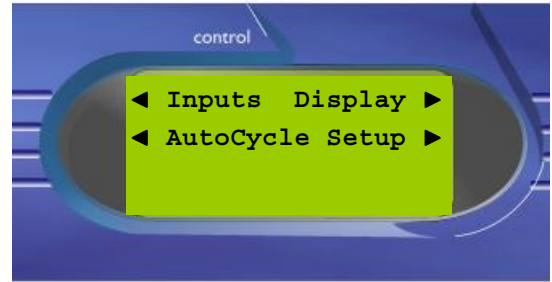 control
◄ Inputs Display ►
◄ AutoCycle Setup ►